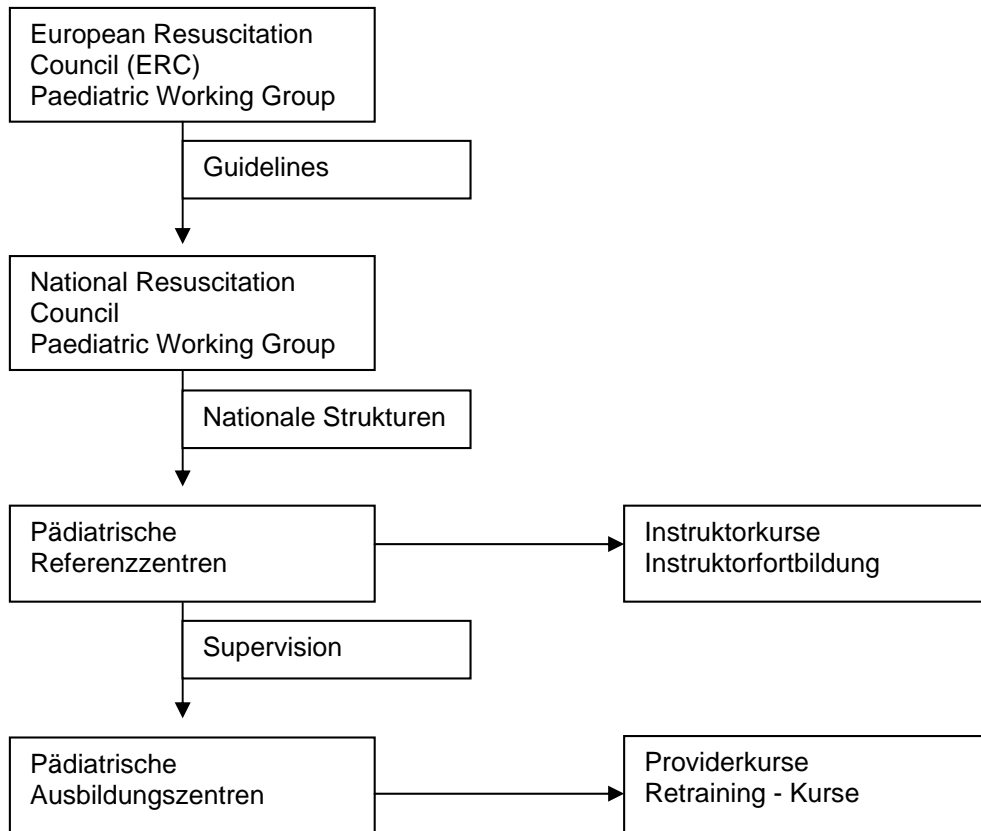 European Resuscitation
Council (ERC)
Paediatric Working Group
Guidelines
National Resuscitation
Council
Paediatric Working Group
Nationale Strukturen
Pädiatrische
Referenzzentren
Instruktorkurse
Instruktorfortbildung
Supervision
Pädiatrische
Ausbildungszentren
Providerkurse
Retraining - Kurse